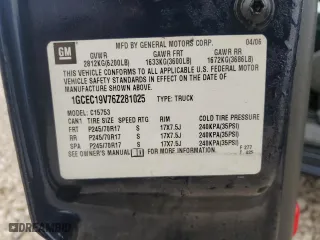 GM
MFD BY GENERAL MOTORS CORP. 04/06
GVWR GAWR FRT GAWR RR
2812KG(6200LB) 1633KG(3600LB) 1672KG(3686LB)
THIS VEHICLE CONFORMS TO ALL APPLICABLE U.S. FEDERAL MOTOR
VEHICLE SAFETY STANDARDS IN EFFECT ON THE DATE OF
MANUFACTURE SHOWN ABOVE.
1GCEC19V76Z281025 TYPE: TRUCK
MODEL: C15753
TIRE SIZE SPEED RTG RIM COLD TIRE PRESSURE
FRT P245/70R17 S 17X7.5J 240KPA(35PSI)
RR P245/70R17 S 17X7.5J 240KPA(35PSI)
SPA P245/70R17 S 17X7.5J 240KPA(35PSI)
SEE OWNER'S MANUAL